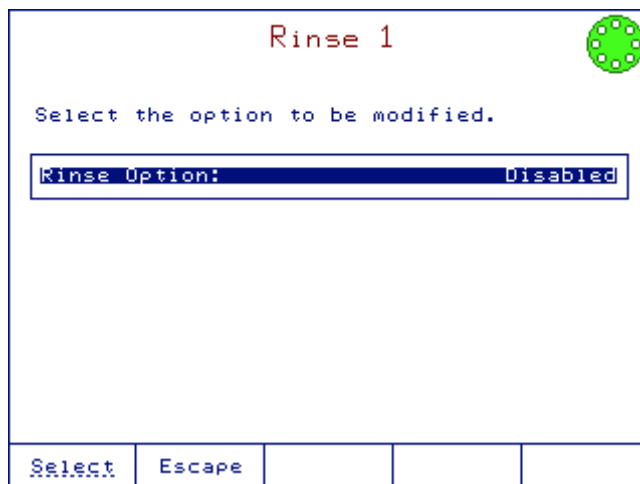 Rinse 1
Select the option to be modified.
Rinse Option: Disabled
Select Escape